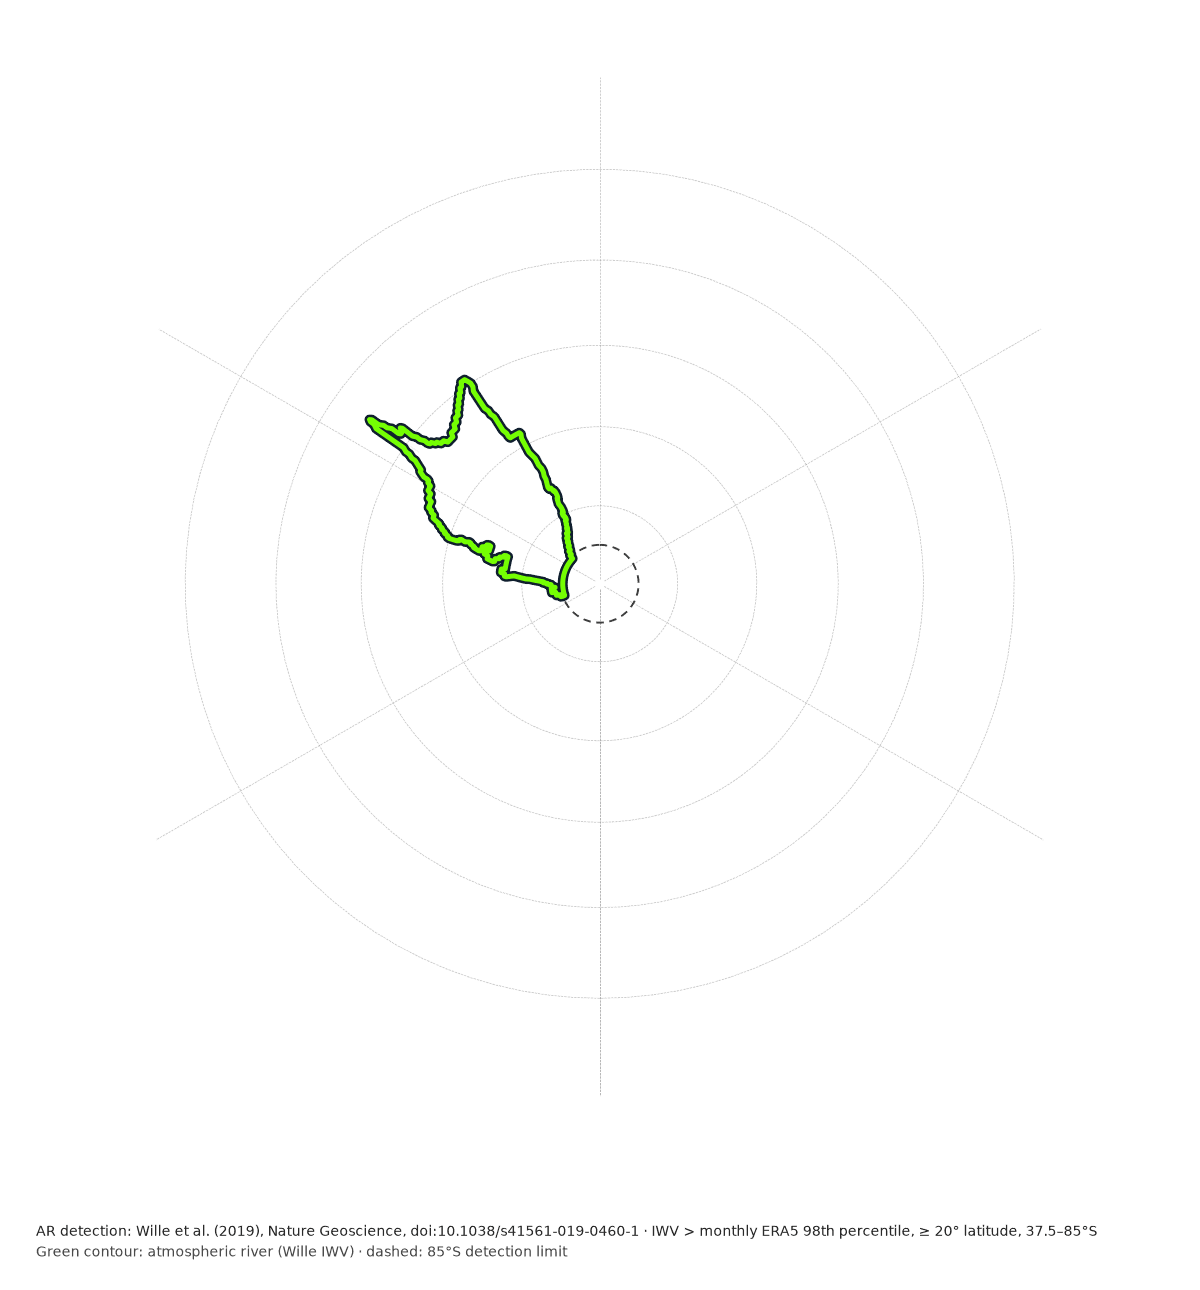 AR detection: Wille et al. (2019), Nature Geoscience, doi:10.1038/s41561-019-0460-1 · IWV > monthly ERA5 98th percentile, ≥ 20° latitude, 37.5–85°S
Green contour: atmospheric river (Wille IWV) · dashed: 85°S detection limit